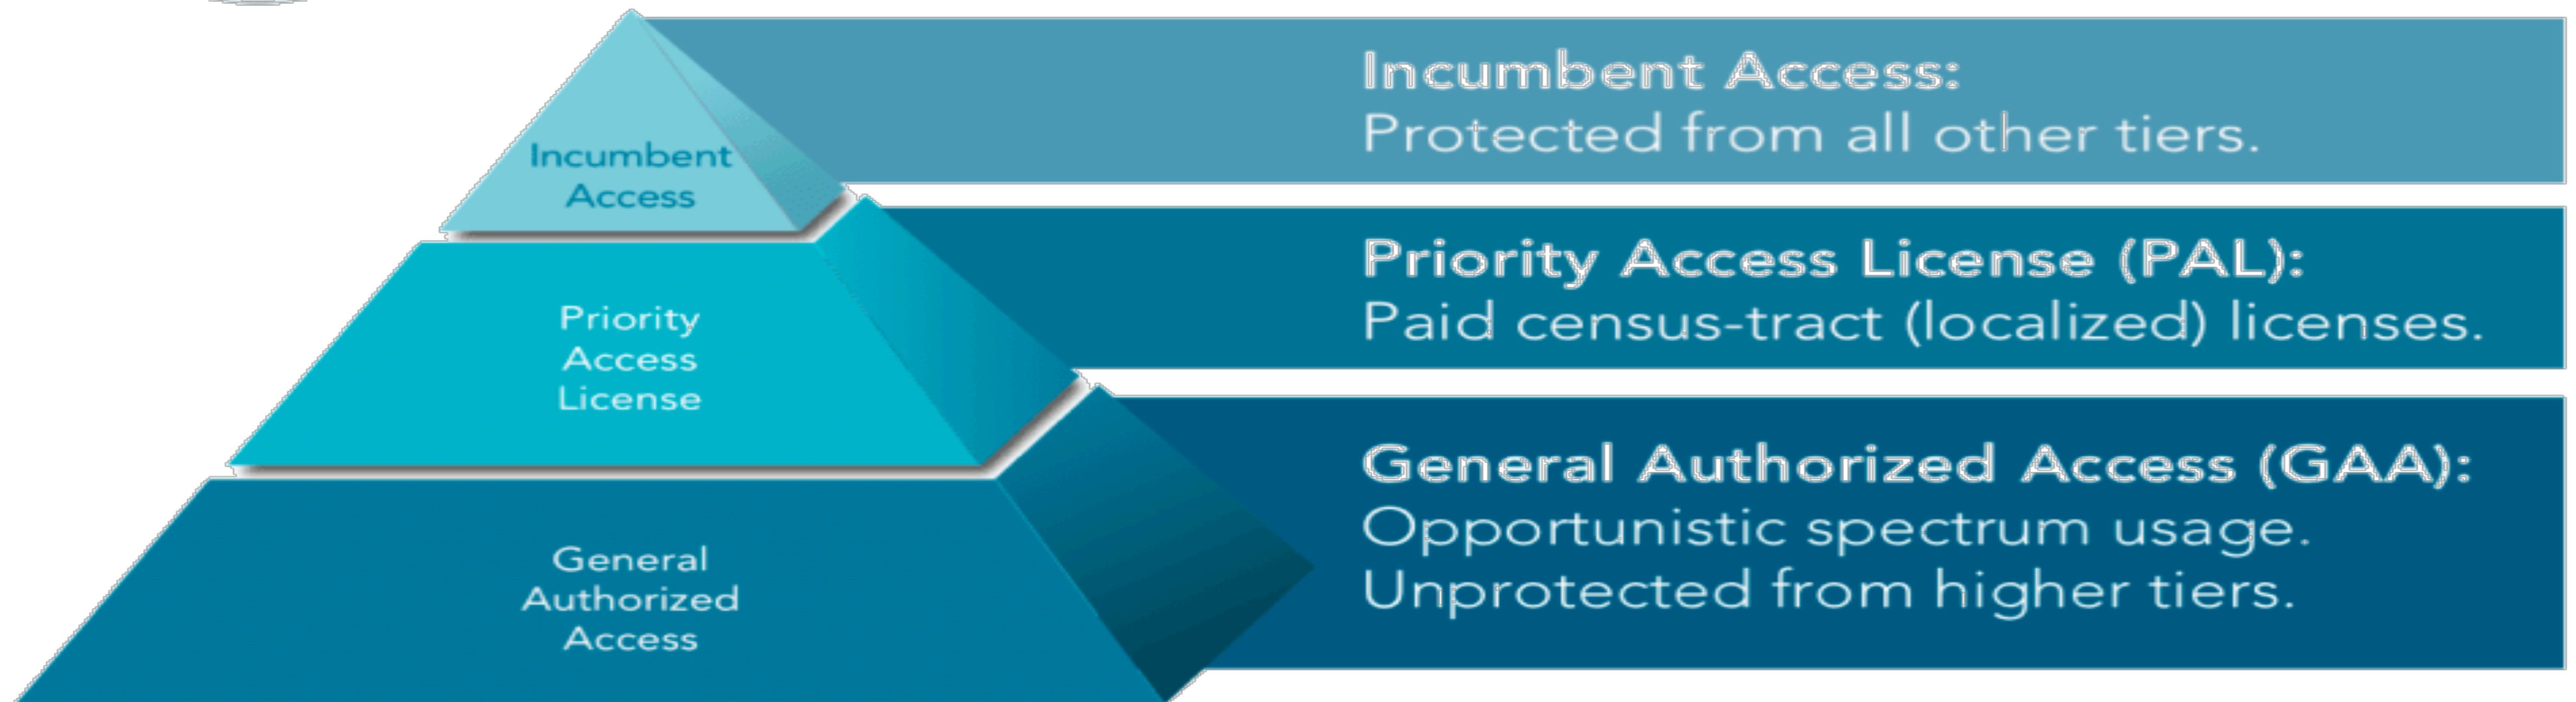 Incumbent
Access
Incumbent Access:
Protected from all other tiers.
Priority
Access
License
Priority Access License (PAL):
Paid census-tract (localized) licenses.
General
Authorized
Access
General Authorized Access (GAA):
Opportunistic spectrum usage.
Unprotected from higher tiers.